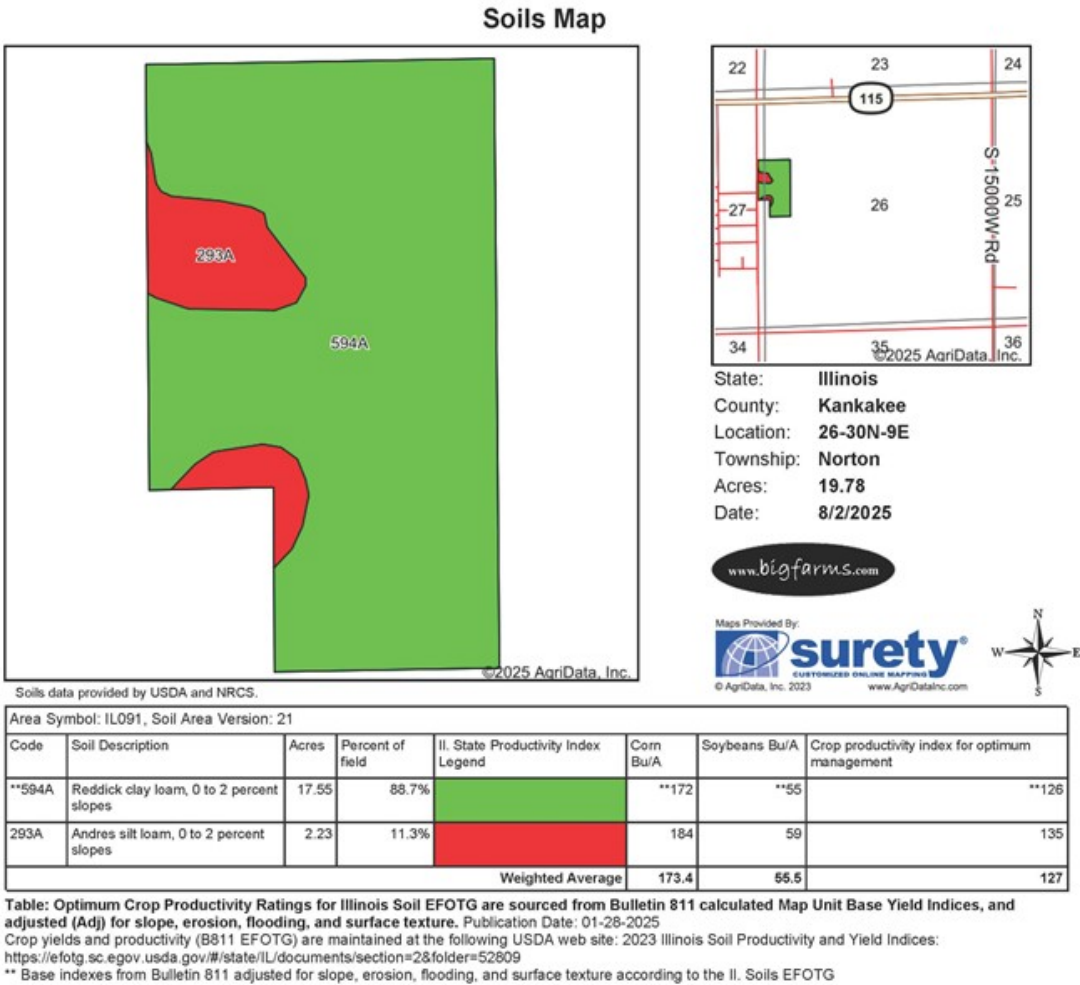 Soils Map
293A
594A
©2025 AgriData, Inc.
Soils data provided by USDA and NRCS.
22
23
24
115
27
26
25
S-15000W-Rd
34
35
36
©2025 AgriData, Inc.
State: Illinois
County: Kankakee
Location: 26-30N-9E
Township: Norton
Acres: 19.78
Date: 8/2/2025
www.bigfarms.com
Maps Provided By:
surety®
CUSTOMIZED ONLINE MAPPING
© AgriData, Inc. 2023 www.AgriDataInc.com
N
W E
S
Area Symbol: IL091, Soil Area Version: 21
Code Soil Description Acres Percent of field II. State Productivity Index Legend Corn Bu/A Soybeans Bu/A Crop productivity index for optimum management
**594A Reddick clay loam, 0 to 2 percent slopes 17.55 88.7% **172 **55 **126
293A Andres silt loam, 0 to 2 percent slopes 2.23 11.3% 184 59 135
Weighted Average 173.4 55.5 127
Table: Optimum Crop Productivity Ratings for Illinois Soil EFOTG are sourced from Bulletin 811 calculated Map Unit Base Yield Indices, and
adjusted (Adj) for slope, erosion, flooding, and surface texture. Publication Date: 01-28-2025
Crop yields and productivity (B811 EFOTG) are maintained at the following USDA web site: 2023 Illinois Soil Productivity and Yield Indices:
https://efotg.sc.egov.usda.gov/#/state/IL/documents/section=2&folder=52809
** Base indexes from Bulletin 811 adjusted for slope, erosion, flooding, and surface texture according to the II. Soils EFOTG